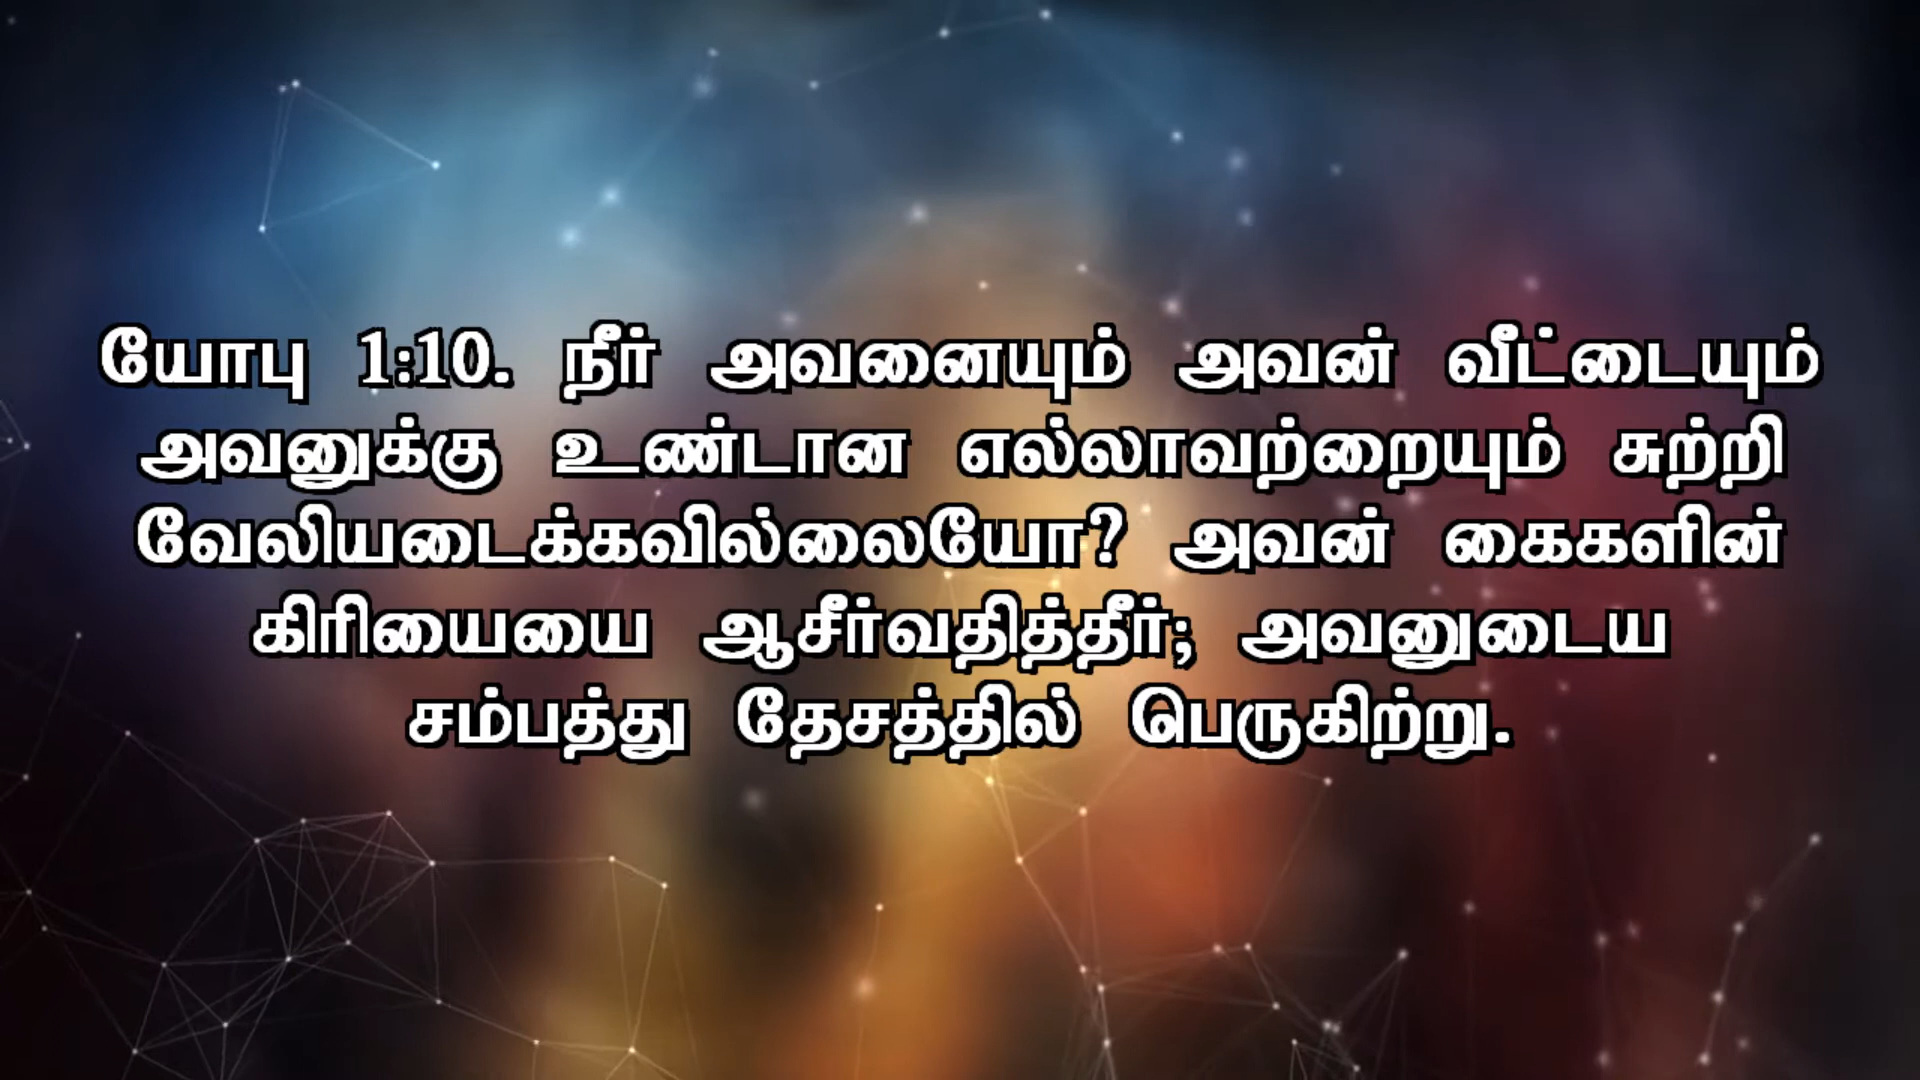 யோபு 1:10. நீர் அவனையும் அவன் வீட்டையும்
அவனுக்கு உண்டான எல்லாவற்றையும் சுற்றி
வேலியடைக்கவில்லையோ? அவன் கைகளின்
கிரியையை ஆசீர்வதித்தீர்; அவனுடைய
சம்பத்து தேசத்தில் பெருகிற்று.